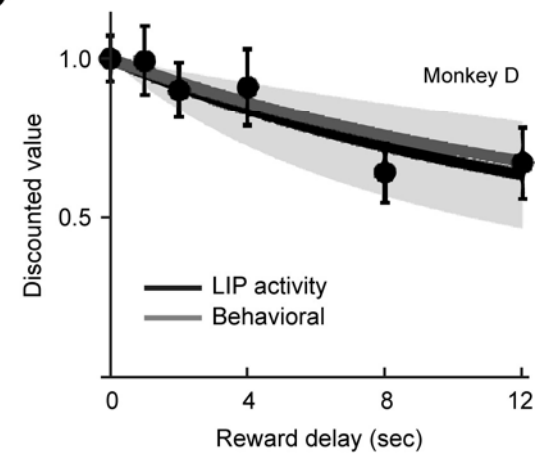 1.0
Monkey D
Discounted value
0.5
LIP activity
Behavioral
0 4 8 12
Reward delay (sec)